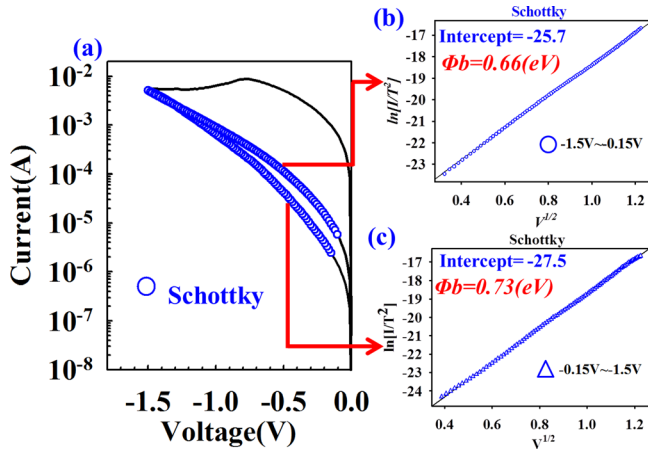 (a)
Current(A)
10-2
10-3
10-4
10-5
10-6
10-7
10-8
Schottky
-1.5
-1.0
-0.5
0.0
Voltage(V)
(b)
Schottky
Intercept= -25.7
Φb=0.66(eV)
ln[I/T2]
-17
-18
-19
-20
-21
-22
-23
-1.5V~-0.15V
0.4
0.6
0.8
1.0
1.2
V1/2
(c)
Schottky
Intercept= -27.5
Φb=0.73(eV)
ln[I/T2]
-17
-18
-19
-20
-21
-22
-23
-24
-0.15V~-1.5V
0.4
0.6
0.8
1.0
1.2
V1/2